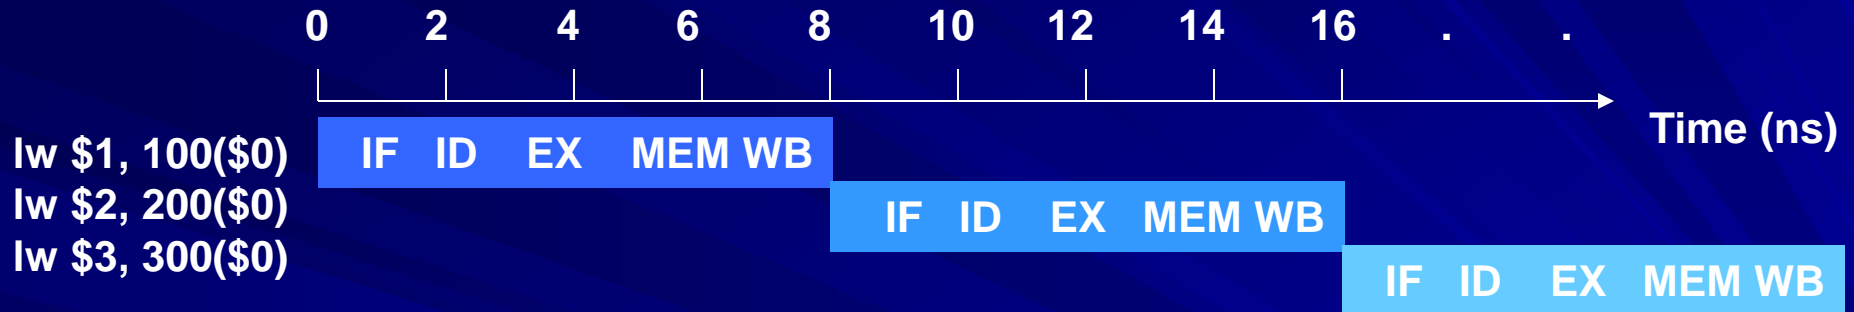 0 2 4 6 8 10 12 14 16 . .
Time (ns)
lw $1, 100($0) IF ID EX MEM WB
lw $2, 200($0) IF ID EX MEM WB
lw $3, 300($0) IF ID EX MEM WB